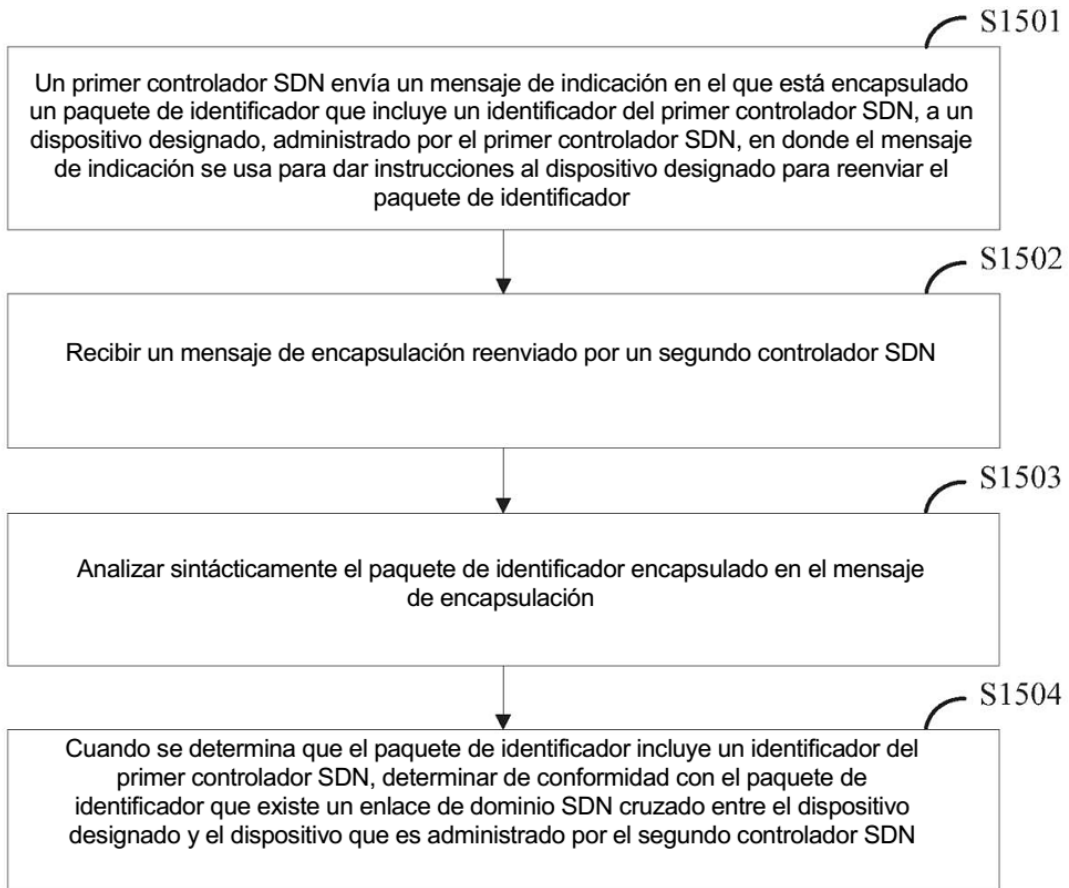 S1501
Un primer controlador SDN envía un mensaje de indicación en el que está encapsulado
un paquete de identificador que incluye un identificador del primer controlador SDN, a un
dispositivo designado, administrado por el primer controlador SDN, en donde el mensaje
de indicación se usa para dar instrucciones al dispositivo designado para reenviar el
paquete de identificador
S1502
Recibir un mensaje de encapsulación reenviado por un segundo controlador SDN
S1503
Analizar sintácticamente el paquete de identificador encapsulado en el mensaje
de encapsulación
S1504
Cuando se determina que el paquete de identificador incluye un identificador del
primer controlador SDN, determinar de conformidad con el paquete de
identificador que existe un enlace de dominio SDN cruzado entre el dispositivo
designado y el dispositivo que es administrado por el segundo controlador SDN